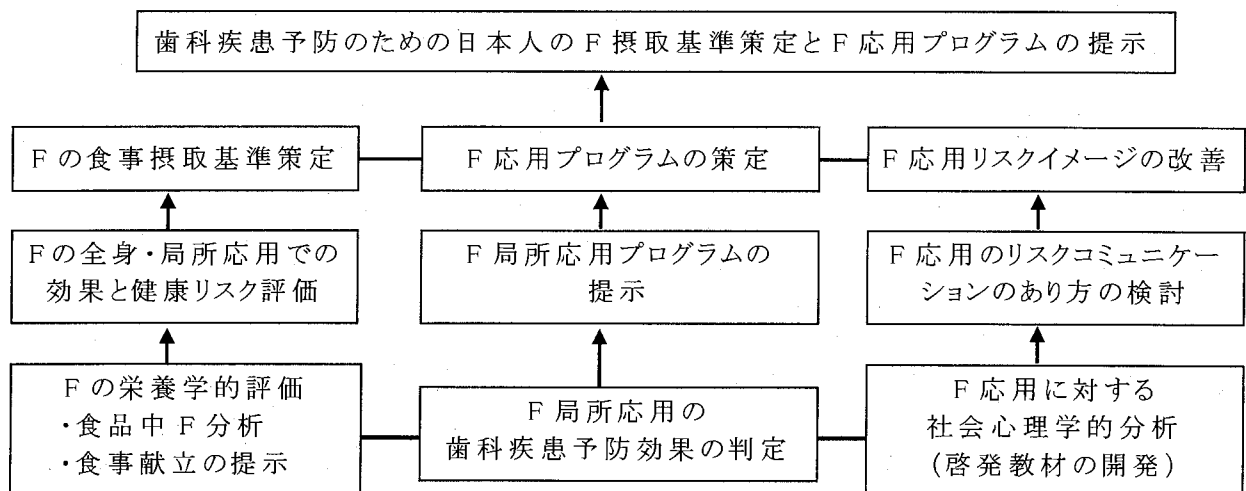 歯科疾患予防のための日本人のF摂取基準策定とF応用プログラムの提示
Fの食事摂取基準策定
F応用プログラムの策定
F応用リスクイメージの改善
Fの全身・局所応用での
効果と健康リスク評価
F局所応用プログラムの
提示
F応用のリスクコミュニケー
ションのあり方の検討
Fの栄養学的評価
・食品中F分析
・食事献立の提示
F局所応用の
歯科疾患予防効果の判定
F応用に対する
社会心理学的分析
(啓発教材の開発)